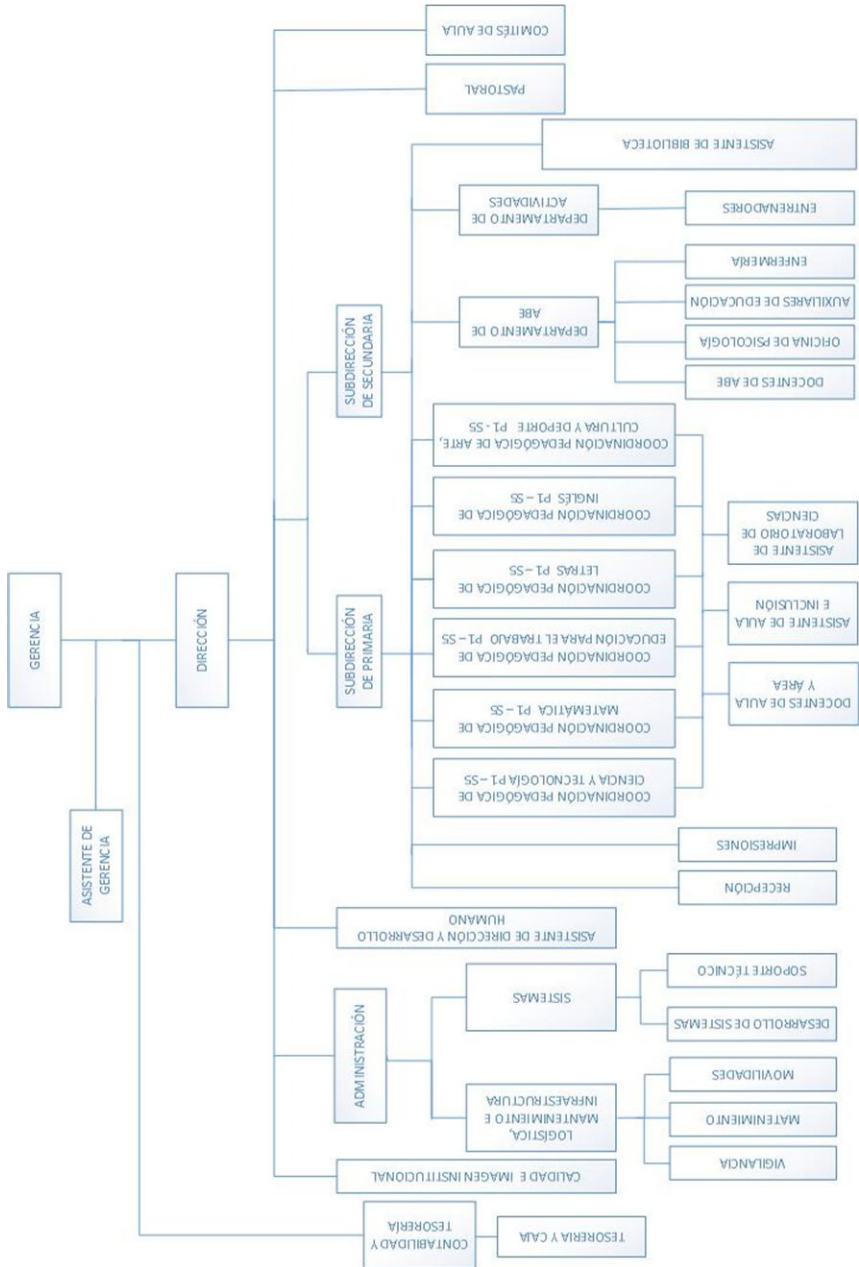 GERENCIA
ASISTENTE DE
GERENCIA
DIRECCIÓN
CONTABILIDAD Y
TESORERÍA
TESORERIA Y CAJA
CALIDAD E IMAGEN INSTITUCIONAL
ADMINISTRACIÓN
LOGÍSTICA,
MANTENIMIENTO E
INFRAESTRUCTURA
VIGILANCIA
MATENIMIENTO
MOVILIDADES
SISTEMAS
DESARROLLO DE SISTEMAS
SOPORTE TÉCNICO
ASISTENTE DE DIRECCIÓN Y DESARROLLO
HUMANO
SUBDIRECCIÓN
DE PRIMARIA
SUBDIRECCIÓN
DE SECUNDARIA
RECEPCIÓN
IMPRESIONES
COORDINACIÓN PEDAGÓGICA DE
CIENCIA Y TECNOLOGÍA P1 – S5
COORDINACIÓN PEDAGÓGICA DE
MATEMÁTICA P1 – S5
COORDINACIÓN PEDAGÓGICA DE
EDUCACIÓN PARA EL TRABAJO P1 – S5
COORDINACIÓN PEDAGÓGICA DE
LETRAS P1 – S5
COORDINACIÓN PEDAGÓGICA DE
INGLÉS P1 – S5
COORDINACIÓN PEDAGÓGICA DE ARTE,
CULTURA Y DEPORTE P1 - S5
DOCENTES DE AULA
Y ÁREA
ASISTENTE DE AULA
E INCLUSIÓN
ASISTENTE DE
LABORATORIO DE
CIENCIAS
DEPARTAMENTO DE
ABE
DOCENTES DE ABE
OFICINA DE PSICOLOGÍA
AUXILIARES DE EDUCACIÓN
ENFERMERÍA
DEPARTAMENTO DE
ACTIVIDADES
ENTRENADORES
ASISTENTE DE BIBLIOTECA
PASTORAL
COMITÉS DE AULA